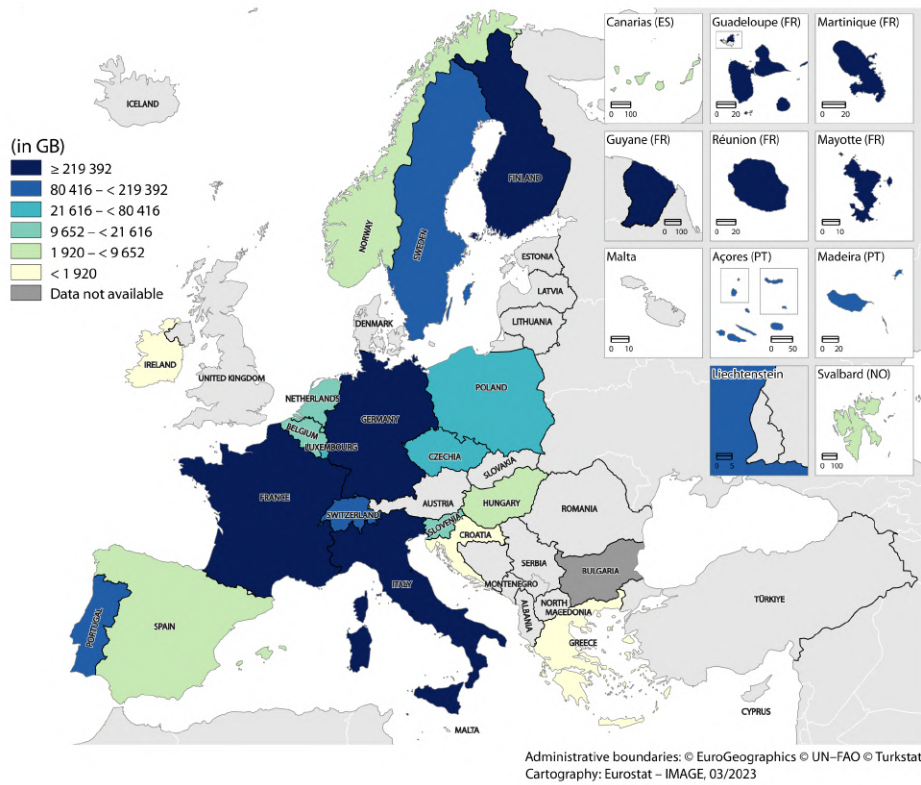 Canarias (ES)
0 100
Guadeloupe (FR)
0 20
Martinique (FR)
0 20
Guyane (FR)
0 100
Réunion (FR)
0 20
Mayotte (FR)
0 10
Malta
0 10
Açores (PT)
0 50
Madeira (PT)
0 20
Liechtenstein
0 5
Svalbard (NO)
0 100
(in GB)
≥ 219 392
80 416 – < 219 392
21 616 – < 80 416
9 652 – < 21 616
1 920 – < 9 652
< 1 920
Data not available
ICELAND
NORWAY
SWEDEN
FINLAND
ESTONIA
LATVIA
LITHUANIA
DENMARK
IRELAND
UNITED KINGDOM
NETHERLANDS
BELGIUM
LUXEMBOURG
GERMANY
POLAND
CZECHIA
SLOVAKIA
FRANCE
SWITZERLAND
AUSTRIA
HUNGARY
SLOVENIA
CROATIA
ROMANIA
SERBIA
BULGARIA
MONTENEGRO
NORTH
MACEDONIA
ALBANIA
ITALY
PORTUGAL
SPAIN
GREECE
TÜRKIYE
MALTA
CYPRUS
Administrative boundaries: © EuroGeographics © UN–FAO © Turkstat
Cartography: Eurostat – IMAGE, 03/2023